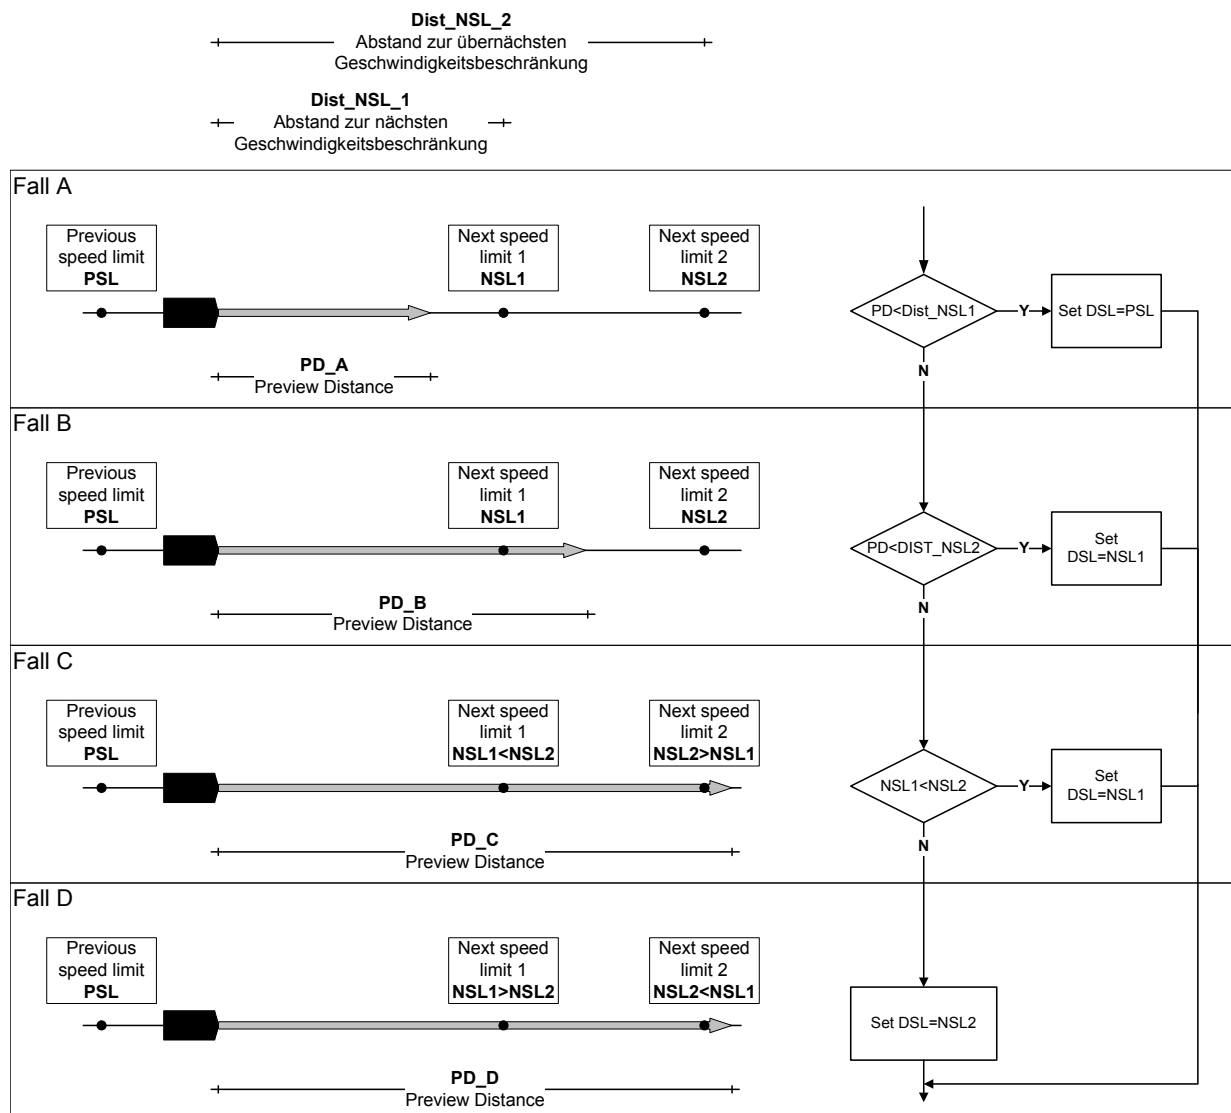 Dist_NSL_2
Abstand zur übernächsten
Geschwindigkeitsbeschränkung
Dist_NSL_1
Abstand zur nächsten
Geschwindigkeitsbeschränkung
Fall A
Previous
speed limit
PSL
Next speed
limit 1
NSL1
Next speed
limit 2
NSL2
PD_A
Preview Distance
PD<Dist_NSL1
Y
Set DSL=PSL
N
Fall B
Previous
speed limit
PSL
Next speed
limit 1
NSL1
Next speed
limit 2
NSL2
PD_B
Preview Distance
PD<DIST_NSL2
Y
Set
DSL=NSL1
N
Fall C
Previous
speed limit
PSL
Next speed
limit 1
NSL1<NSL2
Next speed
limit 2
NSL2>NSL1
PD_C
Preview Distance
NSL1<NSL2
Y
Set
DSL=NSL1
N
Fall D
Previous
speed limit
PSL
Next speed
limit 1
NSL1>NSL2
Next speed
limit 2
NSL2<NSL1
PD_D
Preview Distance
Set DSL=NSL2